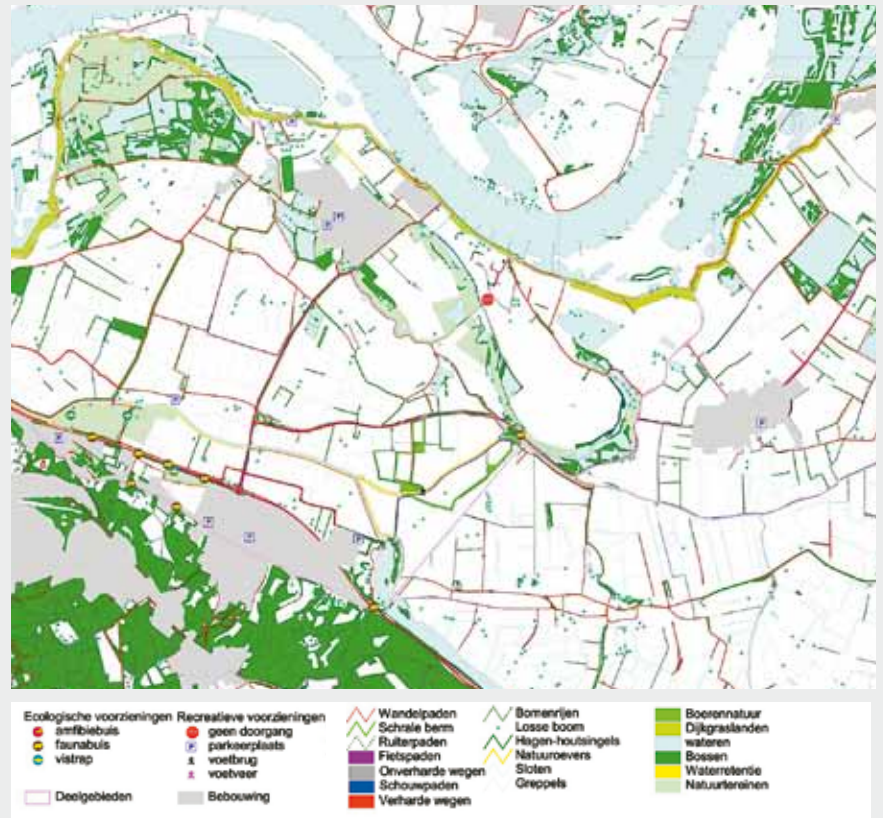 Ecologische voorzieningen
amfibiebuis
faunabuis
vistrap
Deelgebieden
Recreatieve voorzieningen
geen doorgang
P parkeerplaats
voetbrug
voetveer
Bebouwing
Wandelpaden
Schrale berm
Ruiterpaden
Fietspaden
Onverharde wegen
Schouwpaden
Verharde wegen
Bomenrijen
Losse boom
Hagen-houtsingels
Natuuroevers
Sloten
Greppels
Boerennatuur
Dijkgraslanden
wateren
Bossen
Waterretentie
Natuurtereinen